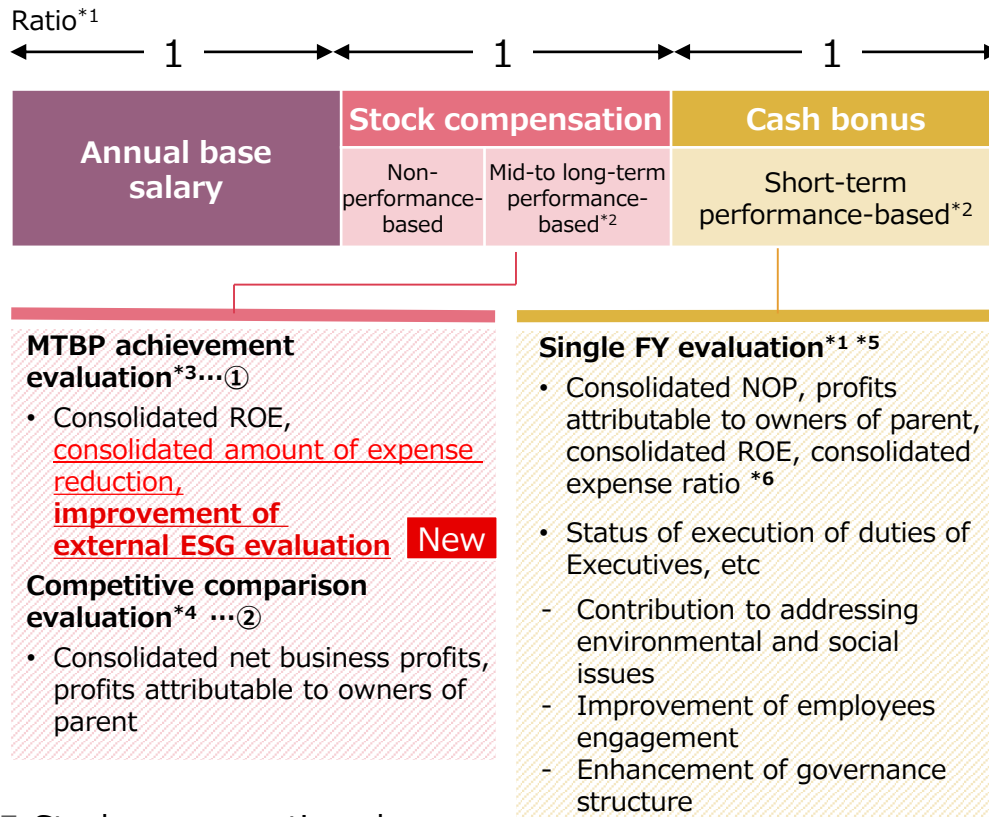 Ratio*1
1 1 1
Annual base
salary
Stock compensation
Non-
performance-
based
Mid-to long-term
performance-
based*2
Cash bonus
Short-term
performance-based*2
MTBP achievement
evaluation*3…①
• Consolidated ROE,
consolidated amount of expense
reduction,
improvement of
external ESG evaluation New
Competitive comparison
evaluation*4 …②
• Consolidated net business profits,
profits attributable to owners of
parent
Single FY evaluation*1 *5
• Consolidated NOP, profits
attributable to owners of parent,
consolidated ROE, consolidated
expense ratio *6
• Status of execution of duties of
Executives, etc
- Contribution to addressing
environmental and social
issues
- Improvement of employees
engagement
- Enhancement of governance
structure